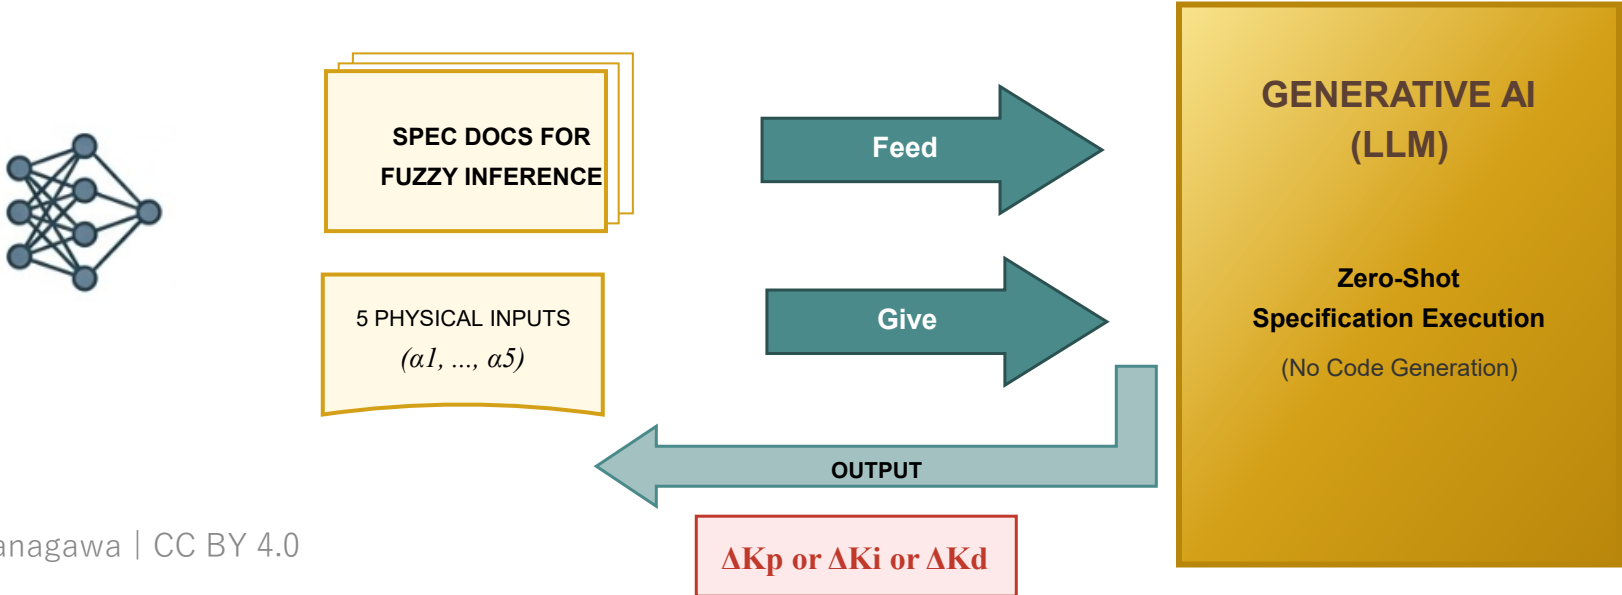 SPEC DOCS FOR
FUZZY INFERENCE
Feed
GENERATIVE AI
(LLM)
5 PHYSICAL INPUTS
(α1, ..., α5)
Give
Zero-Shot
Specification Execution
(No Code Generation)
OUTPUT
ΔKp or ΔKi or ΔKd
anagawa | CC BY 4.0